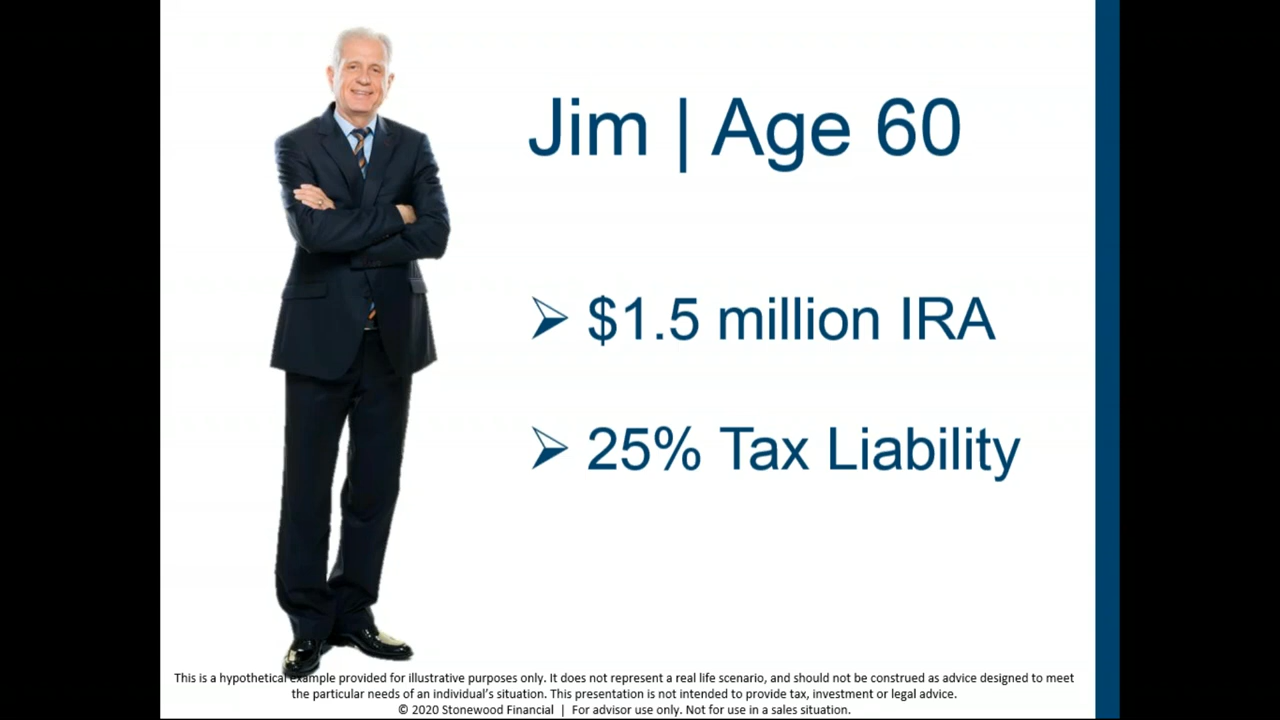 Jim | Age 60
$1.5 million IRA
25% Tax Liability
This is a hypothetical example provided for illustrative purposes only. It does not represent a real life scenario, and should not be construed as advice designed to meet
the particular needs of an individual's situation. This presentation is not intended to provide tax, investment or legal advice.
© 2020 Stonewood Financial | For advisor use only. Not for use in a sales situation.